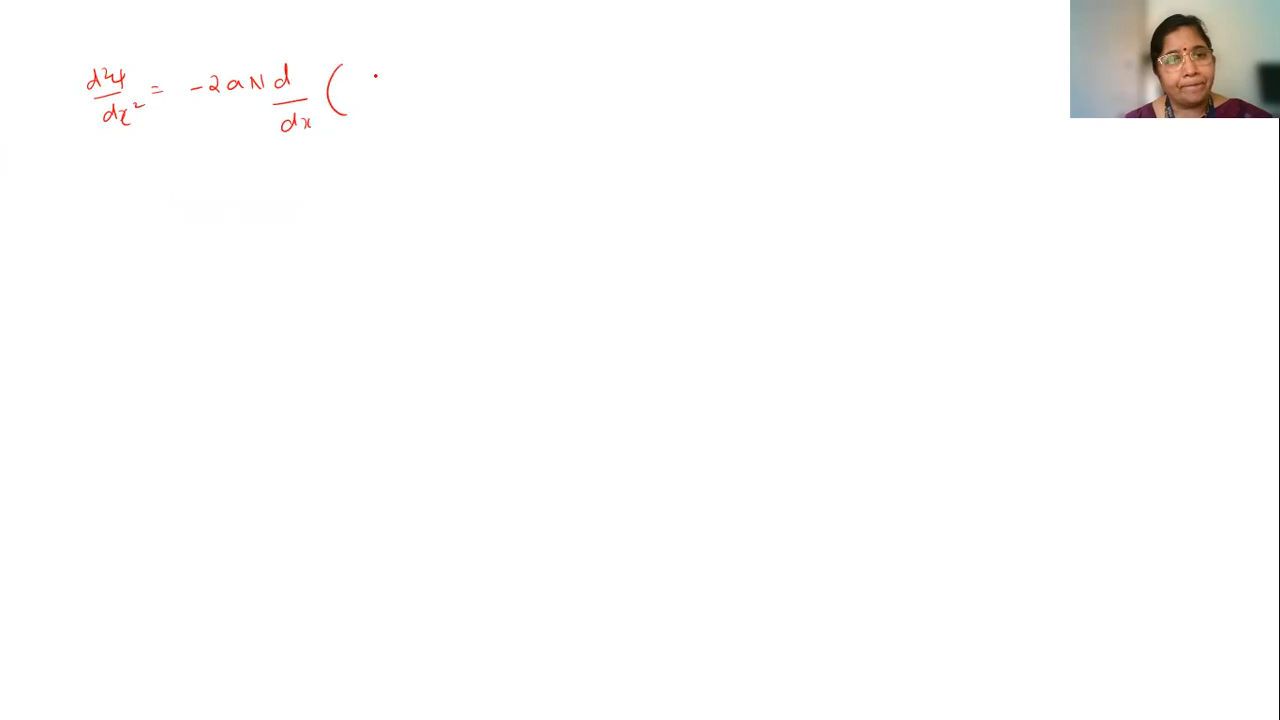 d²ψ/dx² = -2aN d/dx (